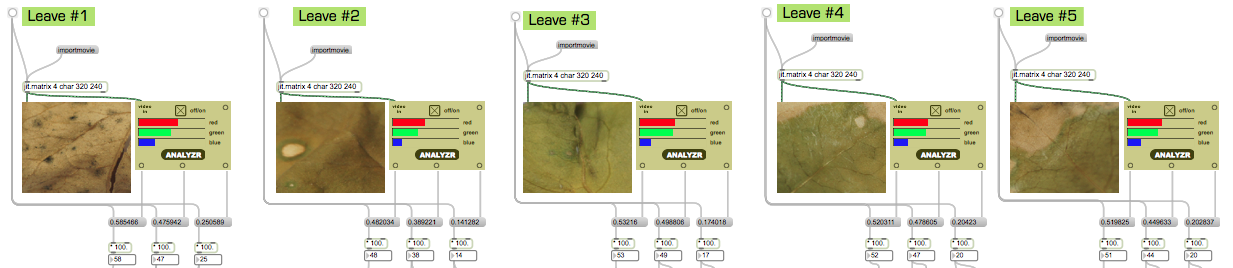 Leave #1
importmovie
jit.matrix 4 char 320 240
video in
off/on
red
green
blue
ANALYZR
0.585466 0.475942 0.250589
* 100. * 100. * 100.
58 47 25
Leave #2
importmovie
jit.matrix 4 char 320 240
video in
off/on
red
green
blue
ANALYZR
0.482034 0.389221 0.141282
* 100. * 100. * 100.
48 38 14
Leave #3
importmovie
jit.matrix 4 char 320 240
video in
off/on
red
green
blue
ANALYZR
0.53216 0.498806 0.174018
* 100. * 100. * 100.
53 49 17
Leave #4
importmovie
jit.matrix 4 char 320 240
video in
off/on
red
green
blue
ANALYZR
0.520311 0.478605 0.20423
* 100. * 100. * 100.
52 47 20
Leave #5
importmovie
jit.matrix 4 char 320 240
video in
off/on
red
green
blue
ANALYZR
0.519825 0.449633 0.202837
* 100. * 100. * 100.
51 44 20